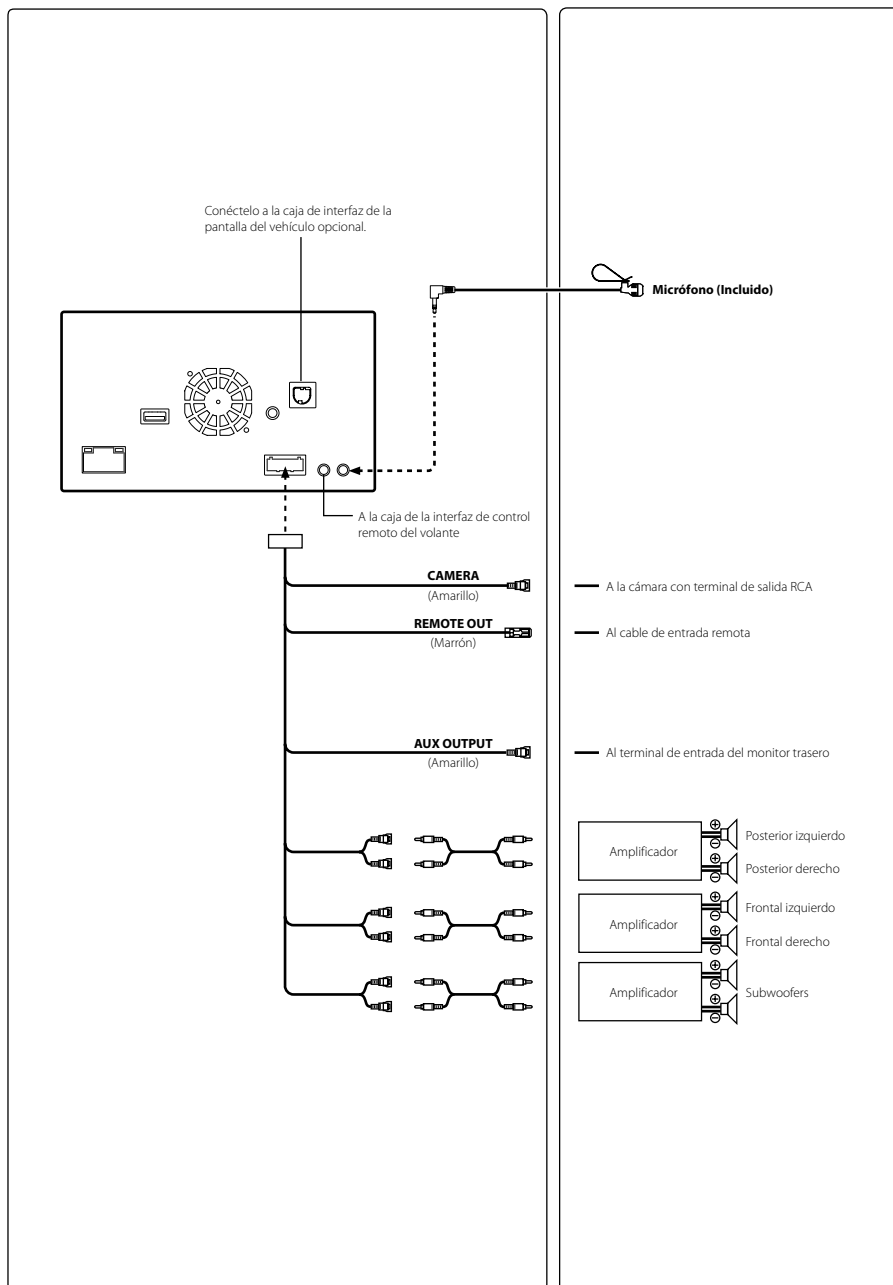 Conéctelo a la caja de interfaz de la
pantalla del vehículo opcional.
Micrófono (Incluido)
A la caja de la interfaz de control
remoto del volante
CAMERA
(Amarillo)
A la cámara con terminal de salida RCA
REMOTE OUT
(Marrón)
Al cable de entrada remota
AUX OUTPUT
(Amarillo)
Al terminal de entrada del monitor trasero
Amplificador
Posterior izquierdo
Posterior derecho
Amplificador
Frontal izquierdo
Frontal derecho
Amplificador
Subwoofers